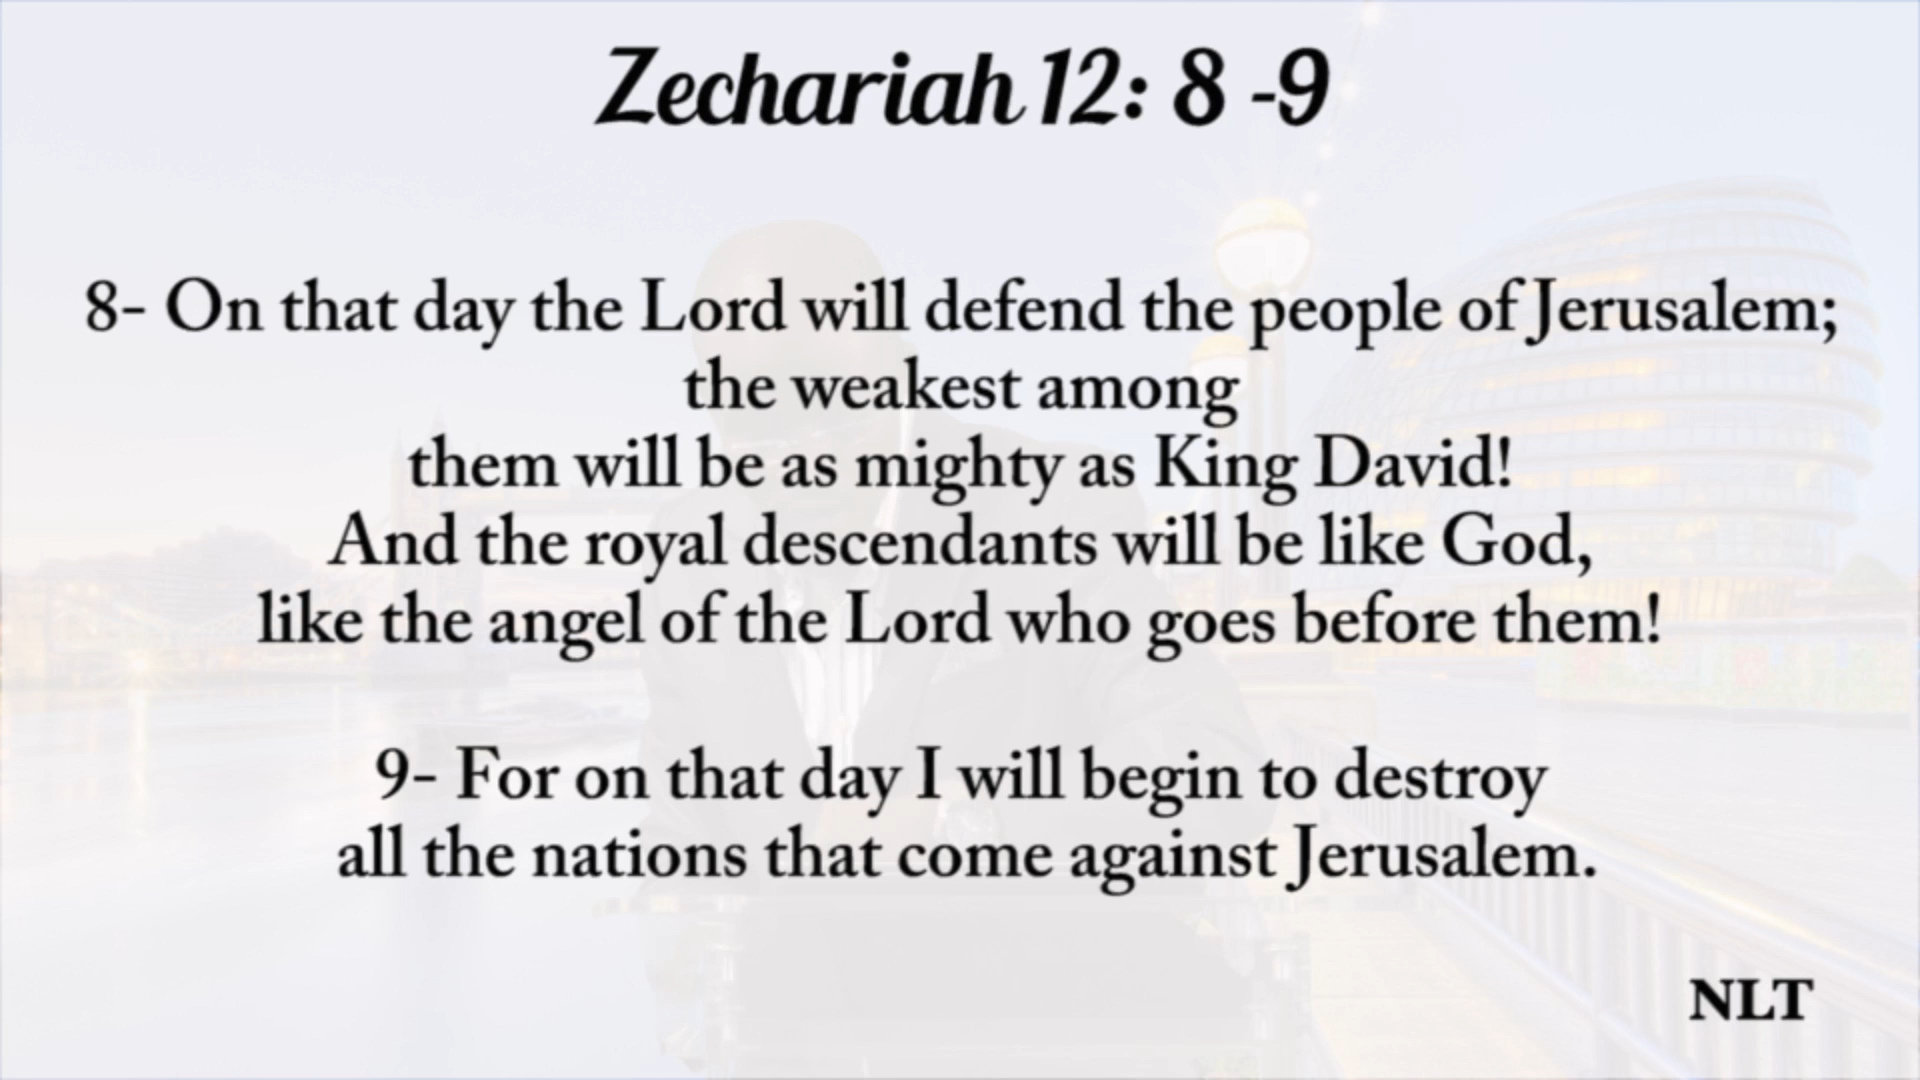 Zechariah 12: 8 -9
8- On that day the Lord will defend the people of Jerusalem;
the weakest among
them will be as mighty as King David!
And the royal descendants will be like God,
like the angel of the Lord who goes before them!
9- For on that day I will begin to destroy
all the nations that come against Jerusalem.
NLT